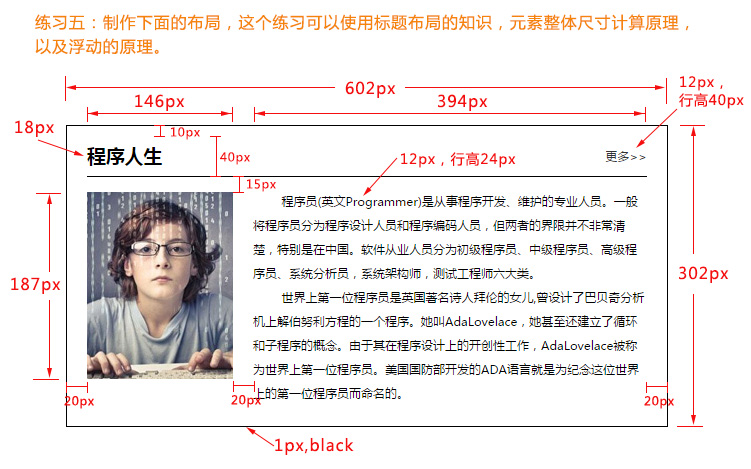 练习五：制作下面的布局，这个练习可以使用标题布局的知识，元素整体尺寸计算原理，
以及浮动的原理。
602px
12px，
行高40px
146px
394px
18px
10px
程序人生
40px
12px，行高24px
更多>>
15px
程序员(英文Programmer)是从事程序开发、维护的专业人员。一般
将程序员分为程序设计人员和程序编码人员，但两者的界限并不非常清
楚，特别是在中国。软件从业人员分为初级程序员、中级程序员、高级程
序员、系统分析员，系统架构师，测试工程师六大类。
187px
302px
世界上第一位程序员是英国著名诗人拜伦的女儿,曾设计了巴贝奇分析
机上解伯努利方程的一个程序。她叫AdaLovelace，她甚至还建立了循环
和子程序的概念。由于其在程序设计上的开创性工作，AdaLovelace被称
为世界上第一位程序员。美国国防部开发的ADA语言就是为纪念这位世界
上的第一位程序员而命名的。
20px
20px
20px
1px,black